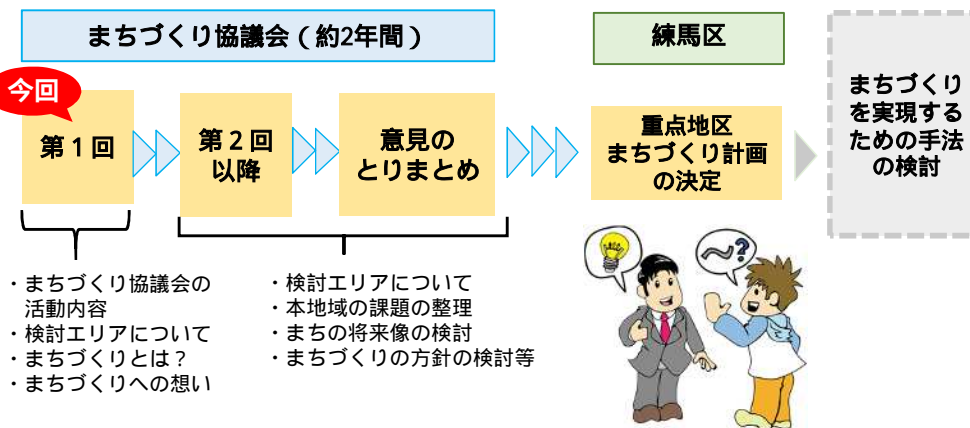 まちづくり協議会（約2年間）
練馬区
今回
第１回
第２回
以降
意見の
とりまとめ
重点地区
まちづくり計画
の決定
まちづくり
を実現する
ための手法
の検討
・まちづくり協議会の
活動内容
・検討エリアについて
・まちづくりとは？
・まちづくりへの想い
・検討エリアについて
・本地域の課題の整理
・まちの将来像の検討
・まちづくりの方針の検討等
?